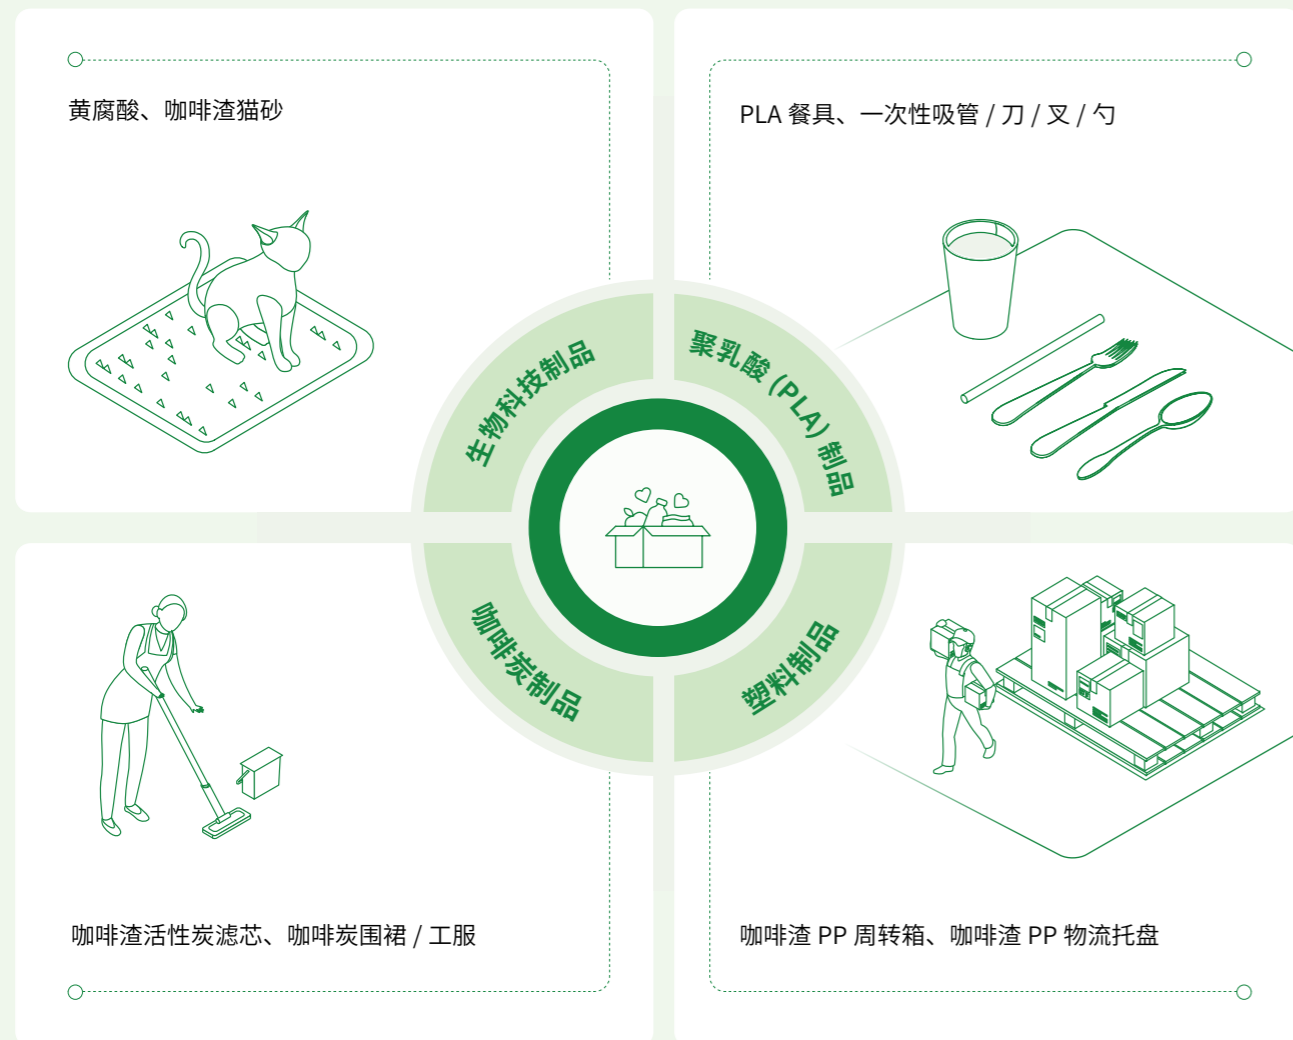 黄腐酸、咖啡渣猫砂
PLA 餐具、一次性吸管 / 刀 / 叉 / 勺
生物科技制品
聚乳酸 (PLA) 制品
咖啡炭制品
塑料制品
咖啡渣活性炭滤芯、咖啡炭围裙 / 工服
咖啡渣 PP 周转箱、咖啡渣 PP 物流托盘